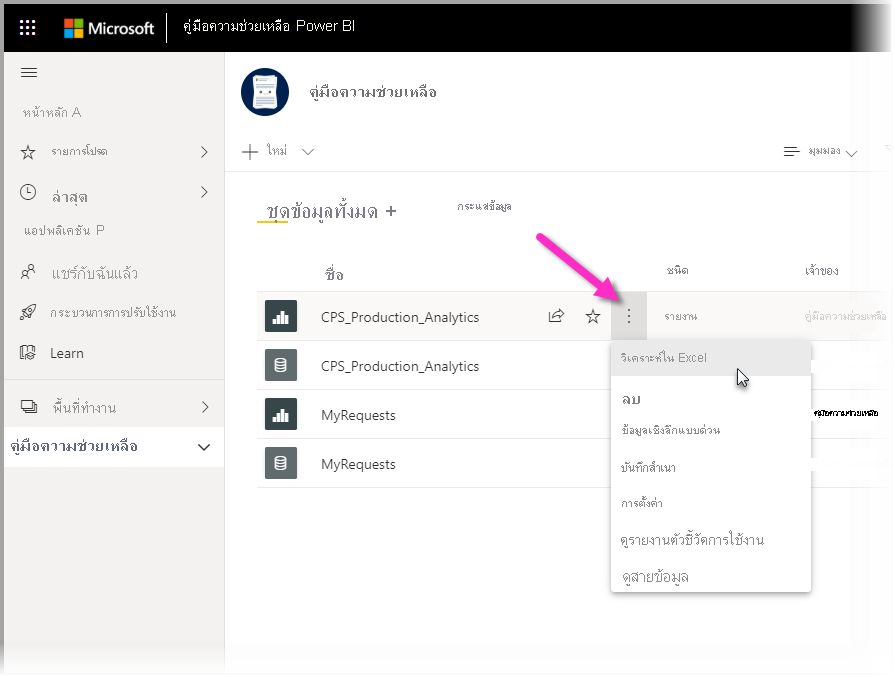 Microsoft คู่มือความช่วยเหลือ Power BI
หน้าหลัก A
รายการโปรด
ล่าสุด
แอปพลิเคชัน P
แชร์กับฉันแล้ว
กระบวนการการปรับใช้งาน
Learn
พื้นที่ทำงาน
คู่มือความช่วยเหลือ
คู่มือความช่วยเหลือ
+ ใหม่
มุมมอง
ชุดข้อมูลทั้งหมด +
กระแสข้อมูล
ชื่อ ชนิด เจ้าของ
CPS_Production_Analytics รายงาน คู่มือความช่วยเหลือ
CPS_Production_Analytics
MyRequests คู่มือความช่วยเหลือ
MyRequests
วิเคราะห์ใน Excel
ลบ
ข้อมูลเชิงลึกแบบด่วน
บันทึกสำเนา
การตั้งค่า
ดูรายงานตัวชี้วัดการใช้งาน
ดูสายข้อมูล